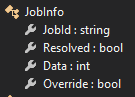 JobInfo
JobId : string
Resolved : bool
Data : int
Override : bool